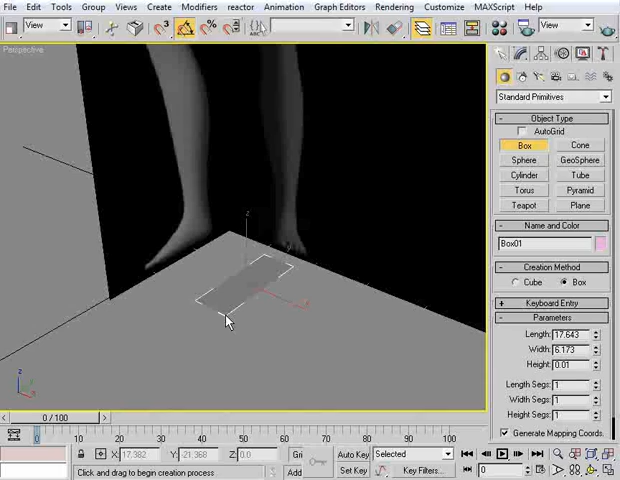 File Edit Tools Group Views Create Modifiers reactor Animation Graph Editors Rendering Customize MAXScript Help
View View
Perspective
Standard Primitives
- Object Type
AutoGrid
Box Cone
Sphere GeoSphere
Cylinder Tube
Torus Pyramid
Teapot Plane
- Name and Color
Box01
- Creation Method
Cube Box
+ Keyboard Entry
- Parameters
Length: 17.643
Width: 6.173
Height: 0.01
Length Segs: 1
Width Segs: 1
Height Segs: 1
Generate Mapping Coords.
z
x
z
x
0 / 100
0 10 20 30 40 50 60 70 80 90 100
X: 17.382 Y: -21.368 Z: 0.0 Gri Auto Key Selected
Click and drag to begin creation process Add Set Key Key Filters... 0